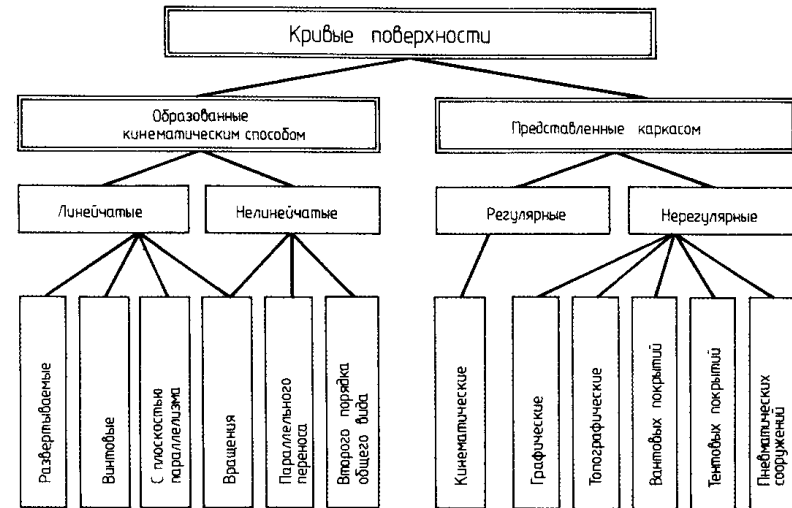 Кривые поверхности
Образованные
кинематическим способом
Представленные каркасом
Линейчатые
Нелинейчатые
Регулярные
Нерегулярные
Развертываемые
Винтовые
С плоскостью
параллелизма
Вращения
Параллельного
переноса
Второго порядка
общего вида
Кинематические
Графические
Топографические
Вантовых покрытий
Тентовых покрытий
Пневматических
сооружений